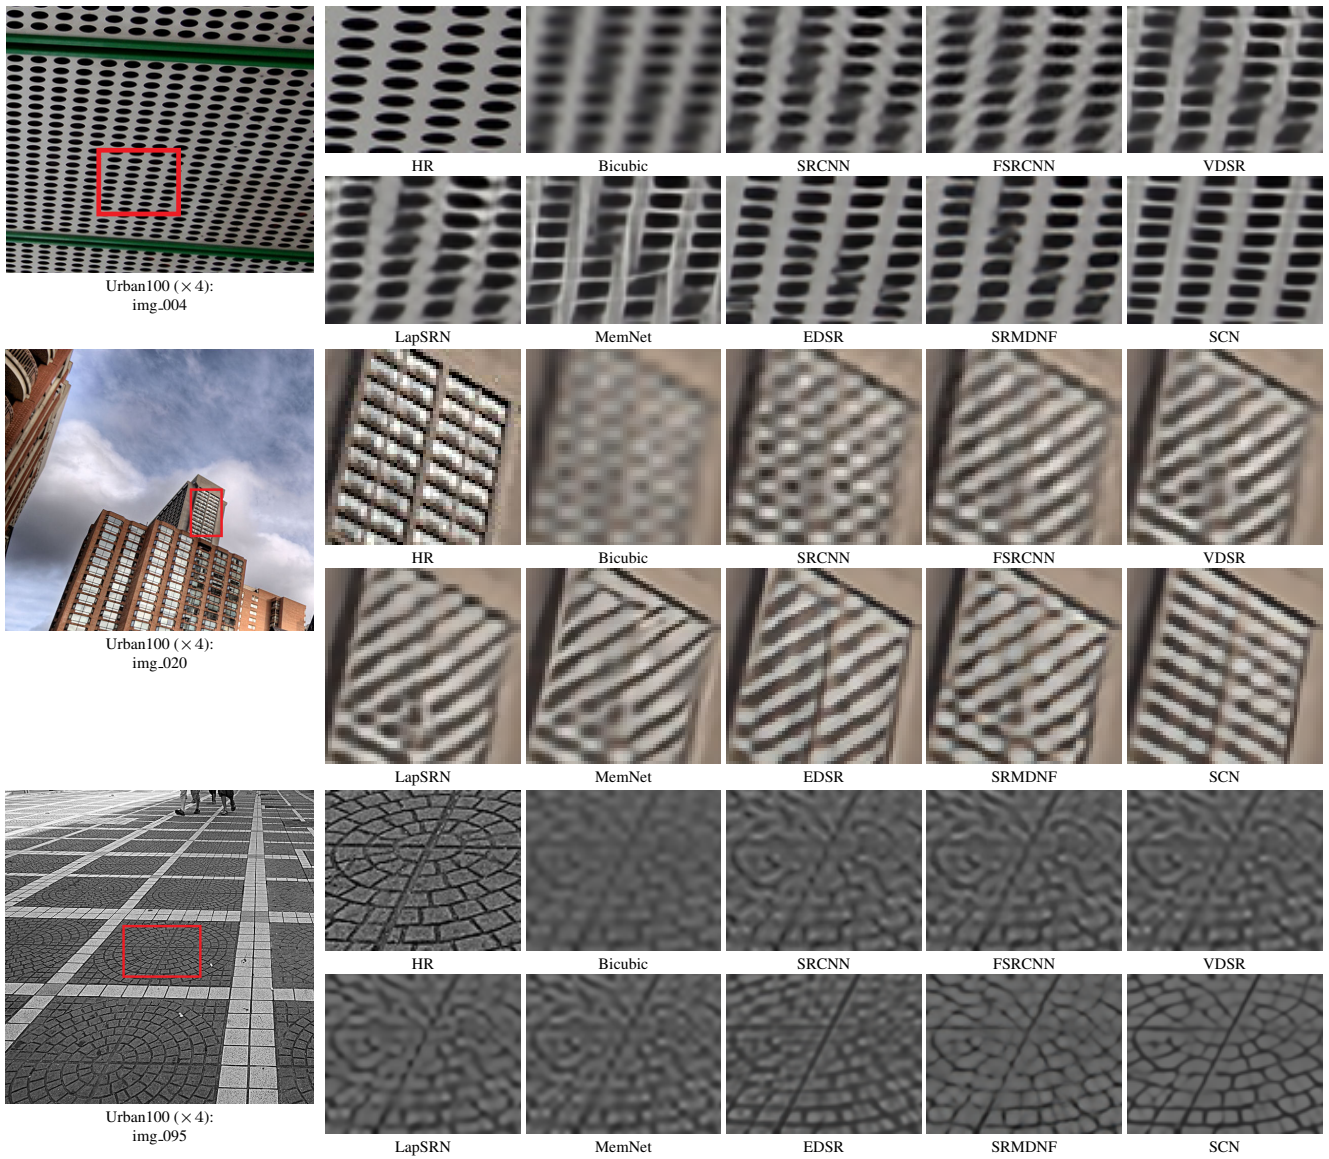 HR Bicubic SRCNN FSRCNN VDSR
Urban100 (×4):
img_004
LapSRN MemNet EDSR SRMDNF SCN
HR Bicubic SRCNN FSRCNN VDSR
Urban100 (×4):
img_020
LapSRN MemNet EDSR SRMDNF SCN
HR Bicubic SRCNN FSRCNN VDSR
Urban100 (×4):
img_095
LapSRN MemNet EDSR SRMDNF SCN